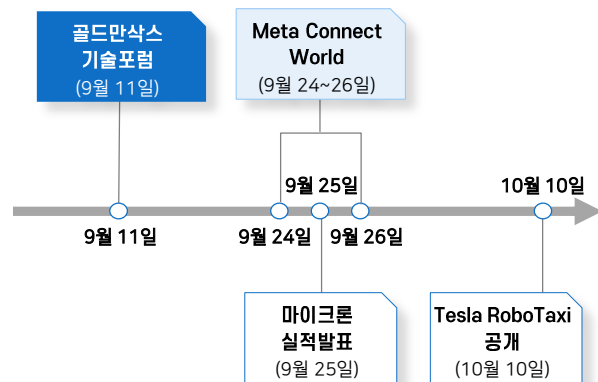 골드만삭스
기술포럼
(9월 11일)
Meta Connect
World
(9월 24~26일)
9월 25일
10월 10일
9월 11일
9월 24일
9월 26일
마이크론
실적발표
(9월 25일)
Tesla RoboTaxi
공개
(10월 10일)